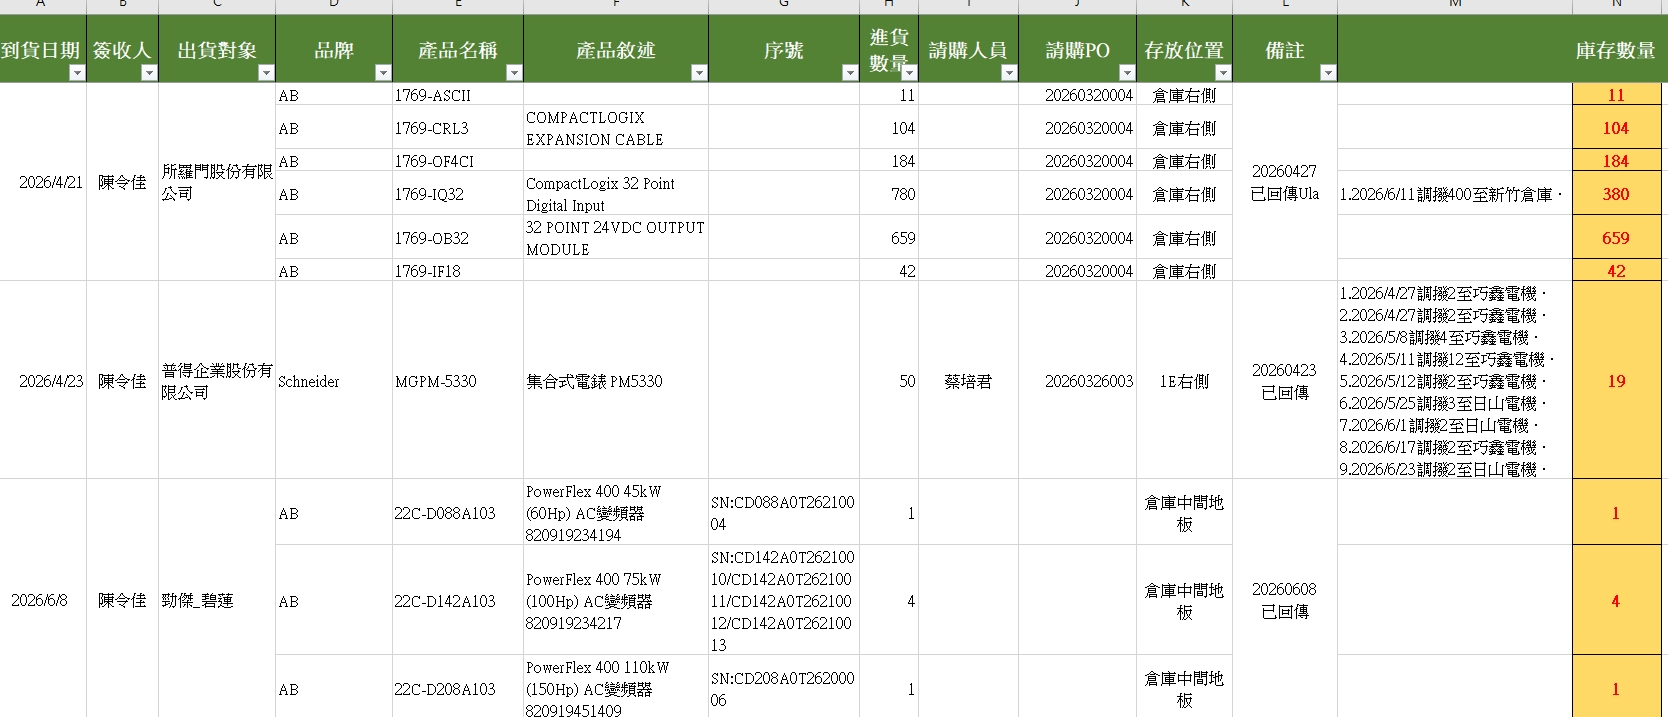 A B C D E F G H I J K L M N
到貨日期 簽收人 出貨對象 品牌 產品名稱 產品敘述 序號 進貨數量 請購人員 請購PO 存放位置 備註 庫存數量
2026/4/21 陳令佳 所羅門股份有限公司
AB 1769-ASCII 11 20260320004 倉庫右側 11
AB 1769-CRL3 COMPACTLOGIX EXPANSION CABLE 104 20260320004 倉庫右側 104
AB 1769-OF4CI 184 20260320004 倉庫右側 184
AB 1769-IQ32 CompactLogix 32 Point Digital Input 780 20260320004 倉庫右側 1.2026/6/11調撥400至新竹倉庫. 380
AB 1769-OB32 32 POINT 24VDC OUTPUT MODULE 659 20260320004 倉庫右側 659
AB 1769-IF18 42 20260320004 倉庫右側 42
20260427
已回傳Ula
2026/4/23 陳令佳 普得企業股份有限公司 Schneider MGPM-5330 集合式電錶 PM5330 50 蔡培君 20260326003 1E右側
20260423
已回傳
1.2026/4/27調撥2至巧鑫電機.
2.2026/4/27調撥2至巧鑫電機.
3.2026/5/8調撥4至巧鑫電機.
4.2026/5/11調撥12至巧鑫電機.
5.2026/5/12調撥2至巧鑫電機.
6.2026/5/25調撥3至日山電機.
7.2026/6/1調撥2至日山電機.
8.2026/6/17調撥2至巧鑫電機.
9.2026/6/23調撥2至日山電機.
19
2026/6/8 陳令佳 勁傑_碧蓮
AB 22C-D088A103 PowerFlex 400 45kW (60Hp) AC變頻器 820919234194 SN:CD088A0T26210004 1 倉庫中間地板 1
AB 22C-D142A103 PowerFlex 400 75kW (100Hp) AC變頻器 820919234217 SN:CD142A0T26210010/CD142A0T26210011/CD142A0T26210012/CD142A0T26210013 4 倉庫中間地板 4
AB 22C-D208A103 PowerFlex 400 110kW (150Hp) AC變頻器 820919451409 SN:CD208A0T26200006 1 倉庫中間地板 1
20260608
已回傳